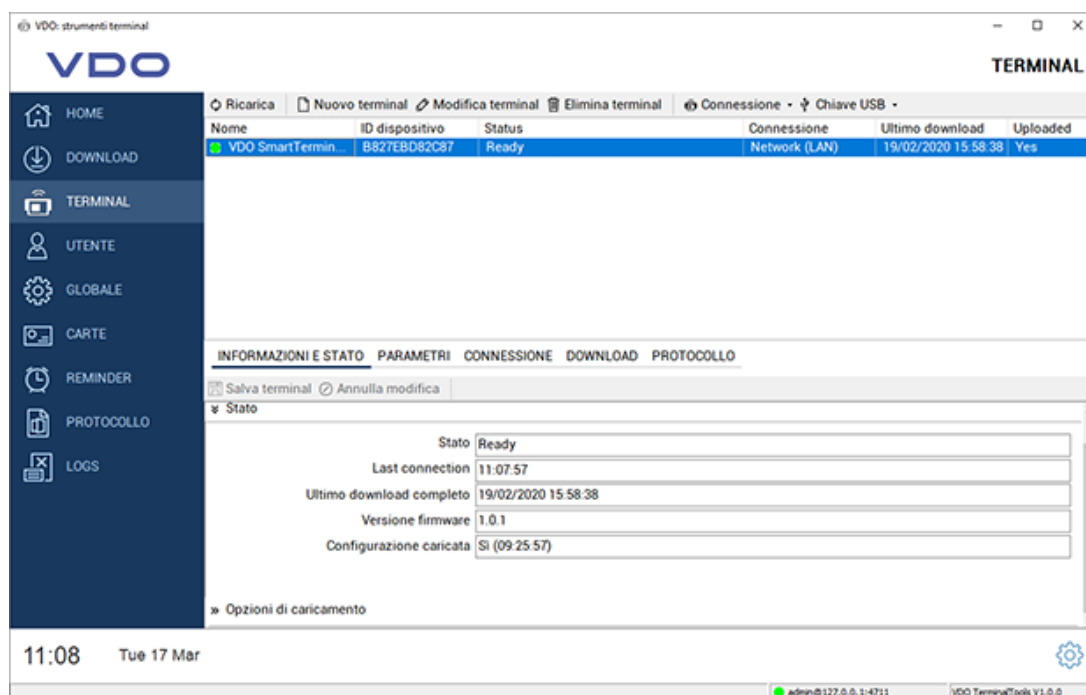 VDO: strumenti terminal
VDO
TERMINAL
HOME
DOWNLOAD
TERMINAL
UTENTE
GLOBALE
CARTE
REMINDER
PROTOCOLLO
LOGS
Ricarica Nuovo terminal Modifica terminal Elimina terminal Connessione Chiave USB
Nome ID dispositivo Status Connessione Ultimo download Uploaded
VDO SmartTermin... B827EBD82C87 Ready Network (LAN) 19/02/2020 15:58:38 Yes
INFORMAZIONI E STATO PARAMETRI CONNESSIONE DOWNLOAD PROTOCOLLO
Salva terminal Annulla modifica
Stato
Stato Ready
Last connection 11:07:57
Ultimo download completo 19/02/2020 15:58:38
Versione firmware 1.0.1
Configurazione caricata Sì (09:25:57)
Opzioni di caricamento
11:08 Tue 17 Mar
admin@127.0.0.1:4711 VDO TerminalTools V1.0.0